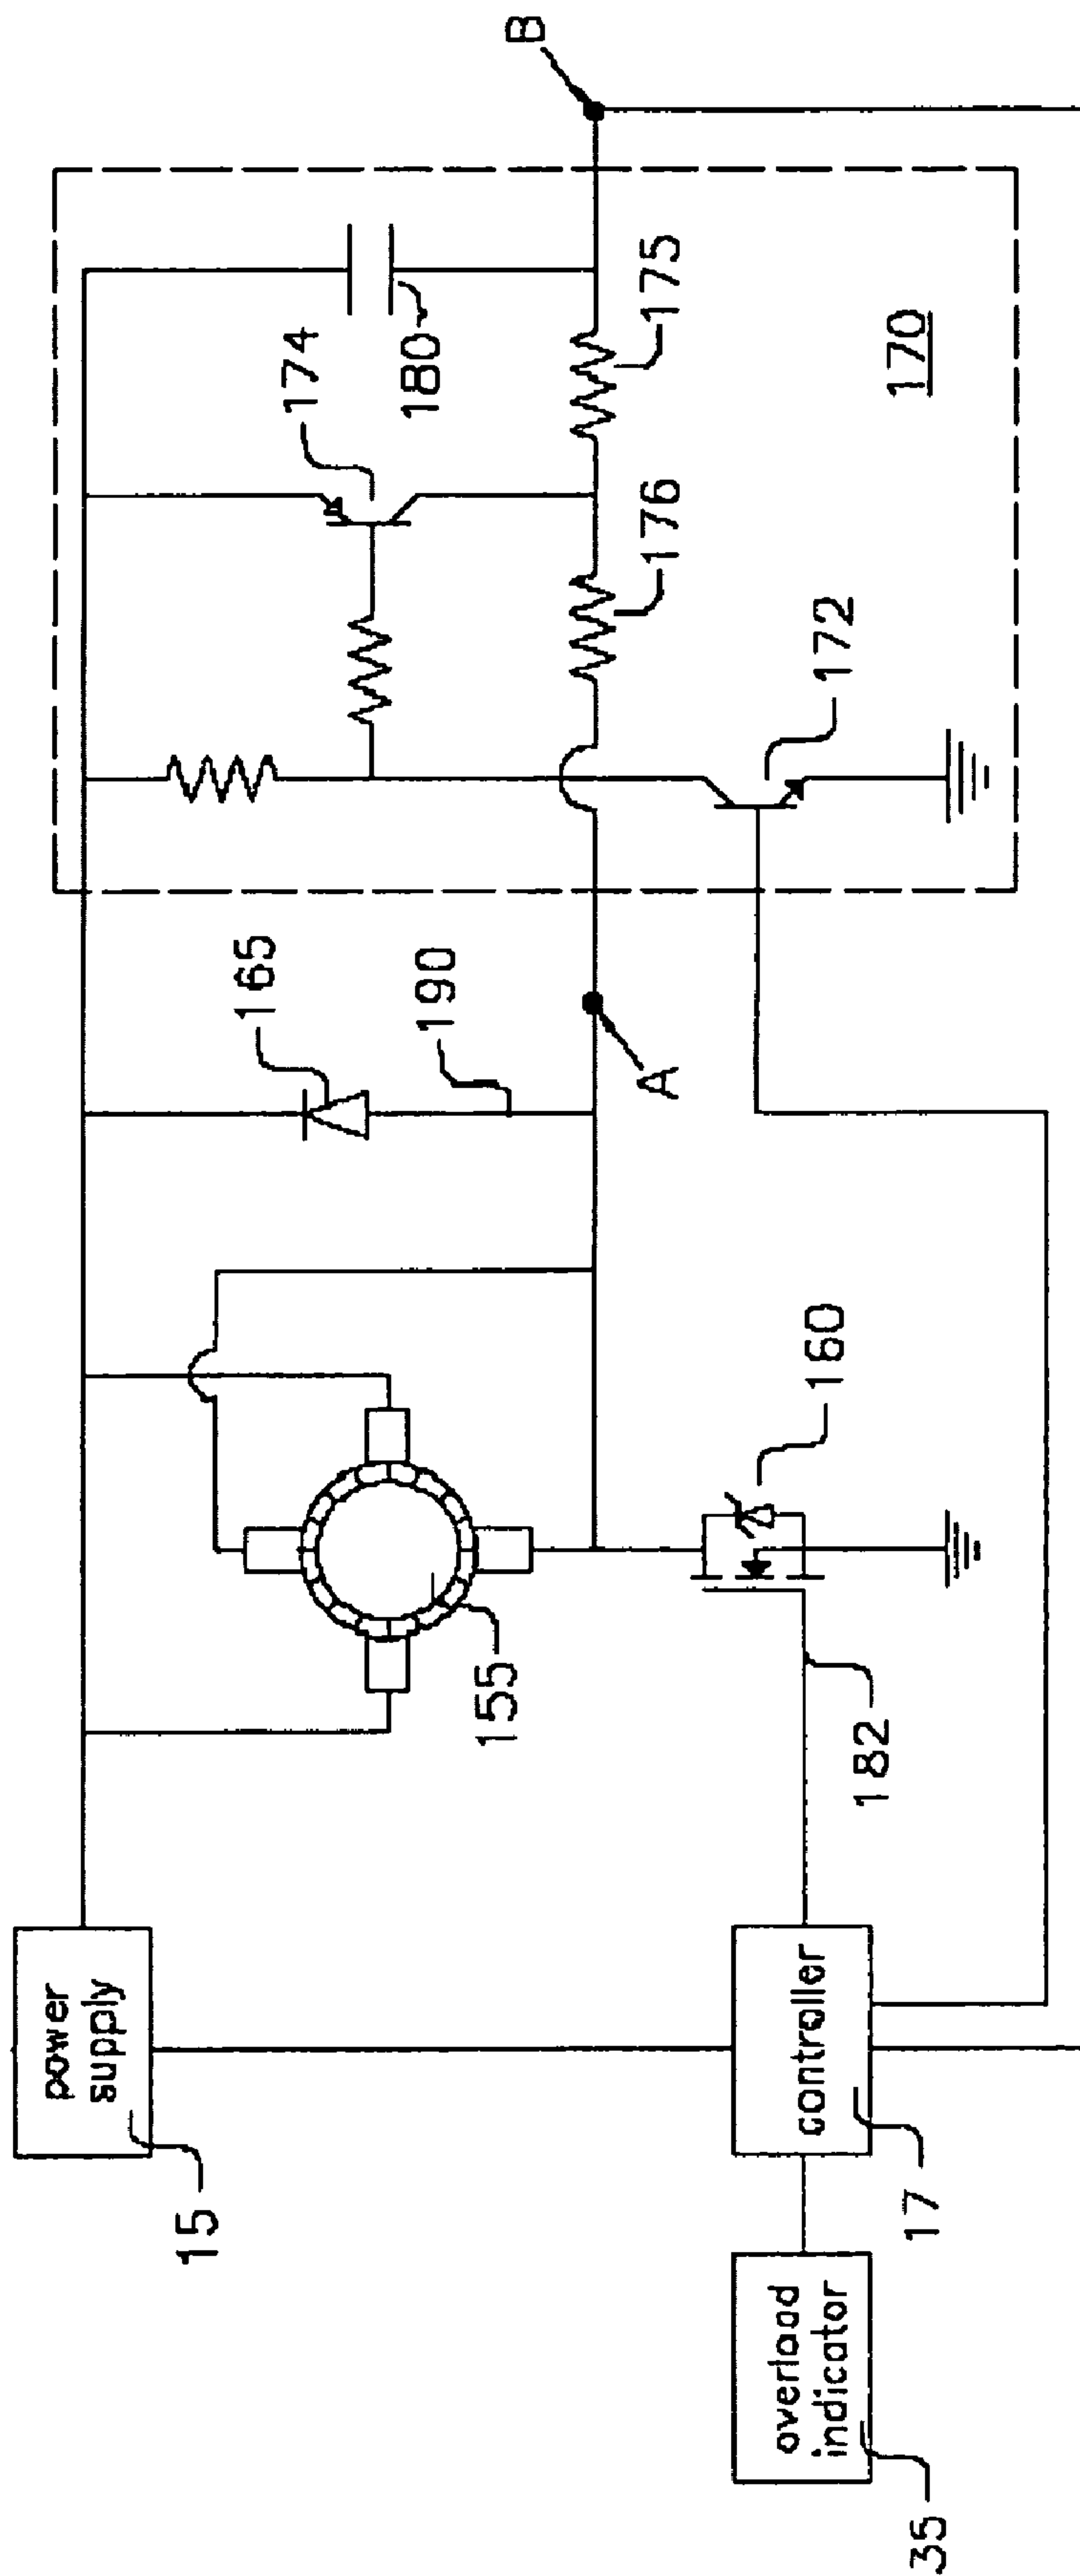 power
supply
15
165
174
180
190
155
B
A
176
175
160
172
182
170
overload
indicator
controller
17
35